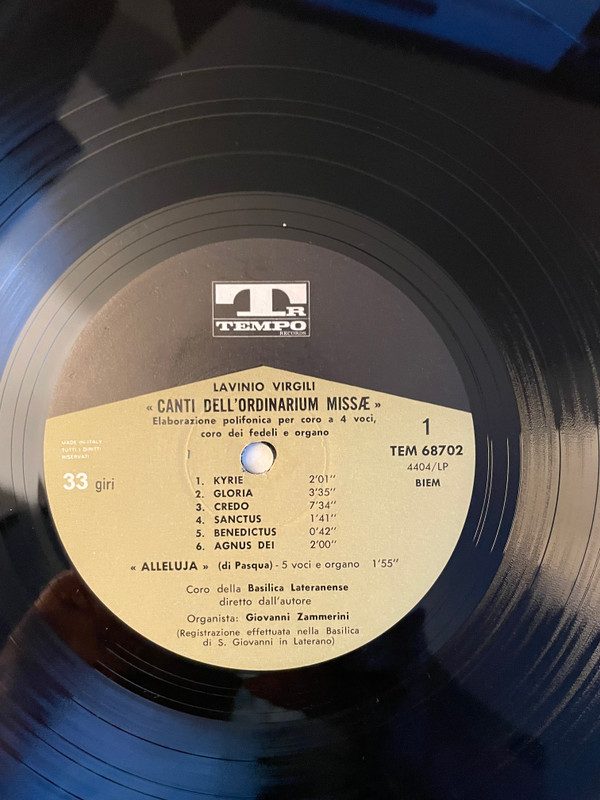 TR
TEMPO
RECORDS
LAVINIO VIRGILI
« CANTI DELL'ORDINARIUM MISSÆ »
Elaborazione polifonica per coro a 4 voci,
coro dei fedeli e organo
1
TEM 68702
4404/LP
BIEM
MADE IN ITALY
TUTTI I DIRITTI
RISERVATI
33 giri
1. KYRIE 2'01"
2. GLORIA 3'35"
3. CREDO 7'34"
4. SANCTUS 1'41"
5. BENEDICTUS 0'42"
6. AGNUS DEI 2'00"
« ALLELUJA » (di Pasqua) - 5 voci e organo 1'55"
Coro della Basilica Lateranense
diretto dall'autore
Organista: Giovanni Zammerini
(Registrazione effettuata nella Basilica
di S. Giovanni in Laterano)